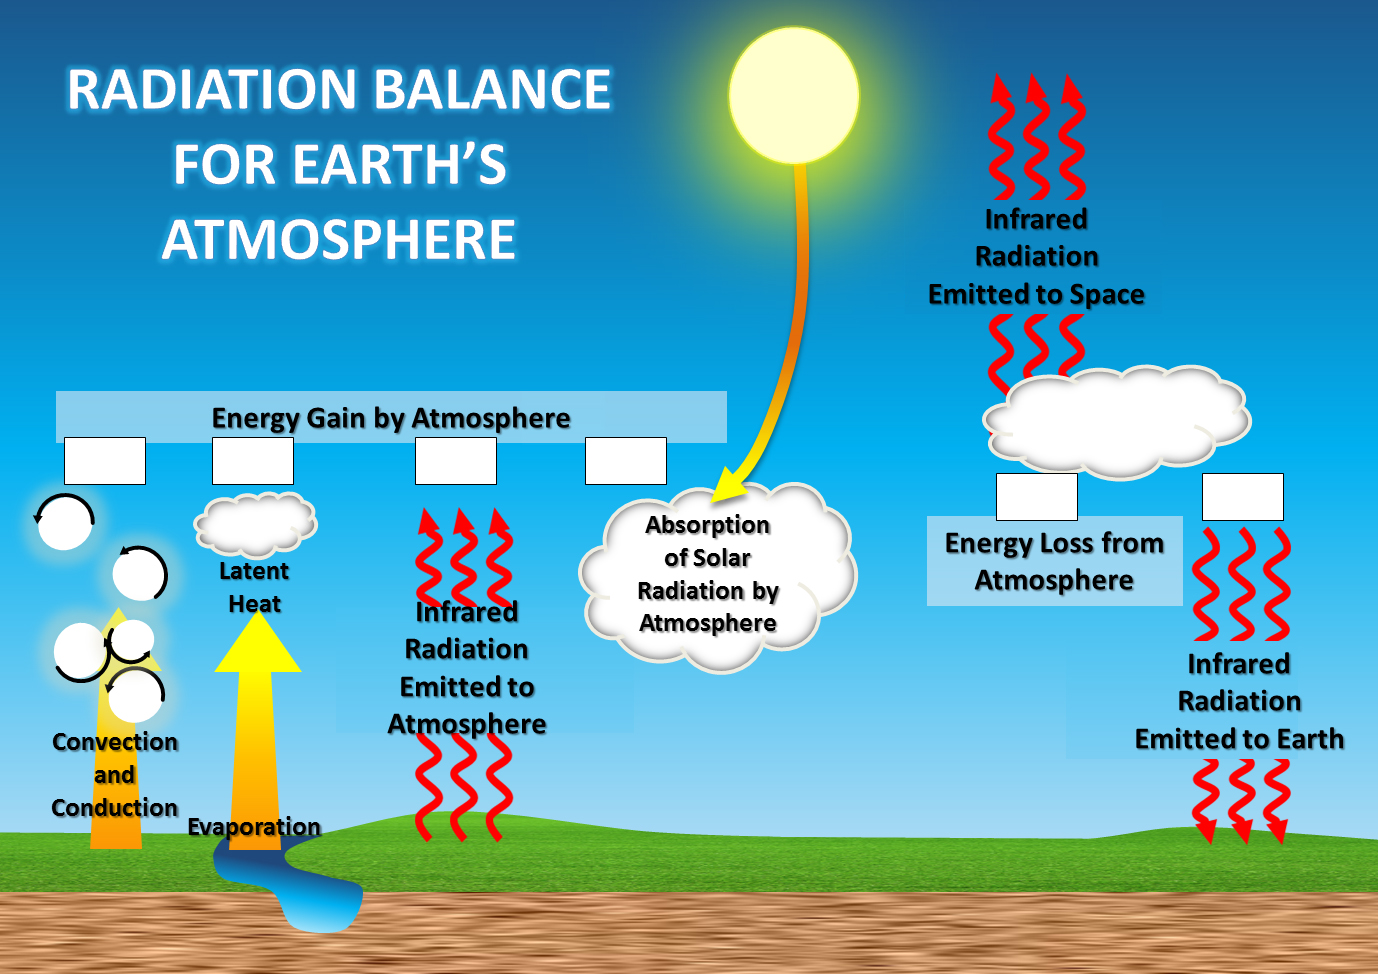 RADIATION BALANCE
FOR EARTH’S
ATMOSPHERE
Infrared
Radiation
Emitted to Space
Energy Gain by Atmosphere
Latent
Heat
Convection
and
Conduction
Evaporation
Infrared
Radiation
Emitted to
Atmosphere
Absorption
of Solar
Radiation by
Atmosphere
Energy Loss from
Atmosphere
Infrared
Radiation
Emitted to Earth